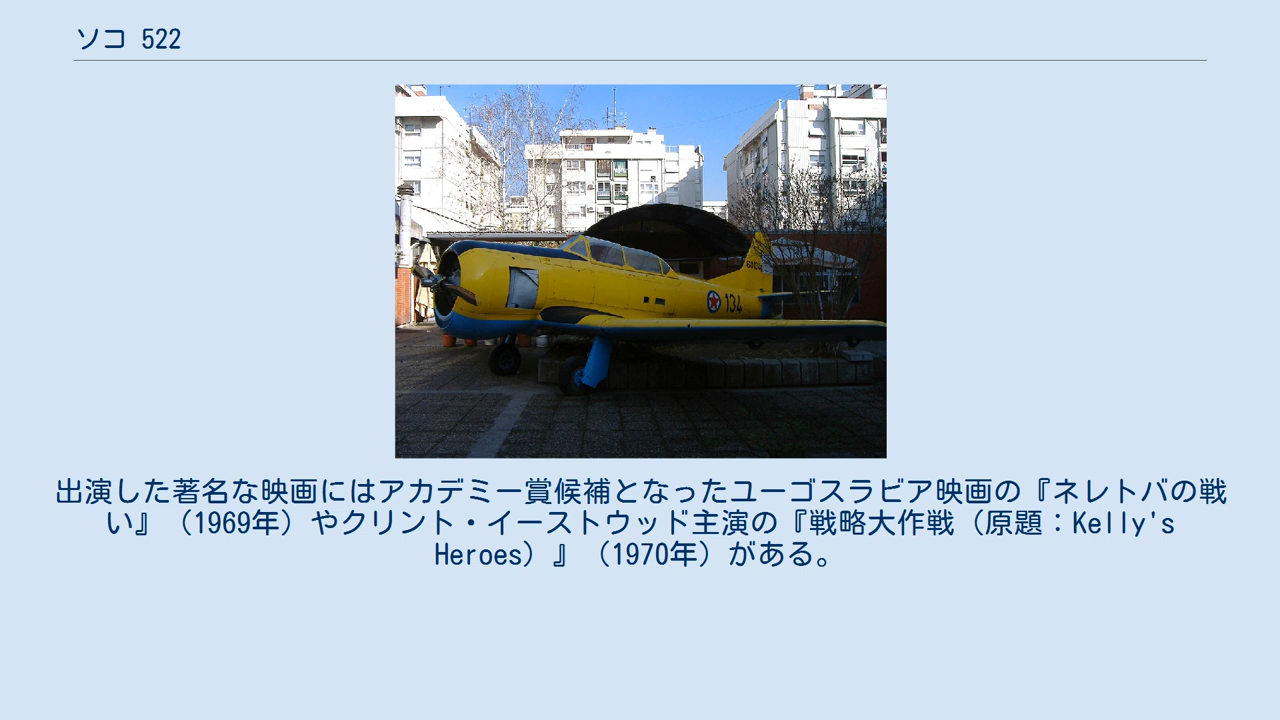 ソコ 522
134
出演した著名な映画にはアカデミー賞候補となったユーゴスラビア映画の『ネレトバの戦
い』（1969年）やクリント・イーストウッド主演の『戦略大作戦（原題：Kelly's
Heroes）』（1970年）がある。